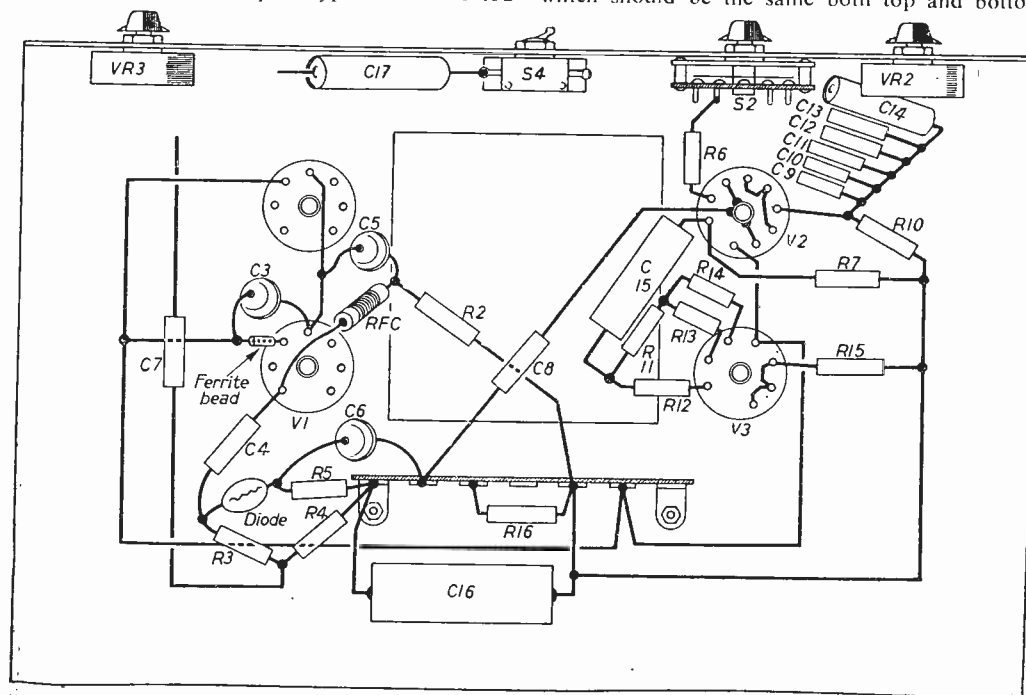 which should be the same both top and
VR3
C17
S4
S2
VR2
C14
C13
C12
C11
C10
C9
R6
V2
R10
C5
C3
RFC
R2
C
15
R14
R13
R7
C7
Ferrite
bead
V1
C8
R
11
R12
V3
R15
C4
C6
R5
Diode
R4
R3
R16
C16